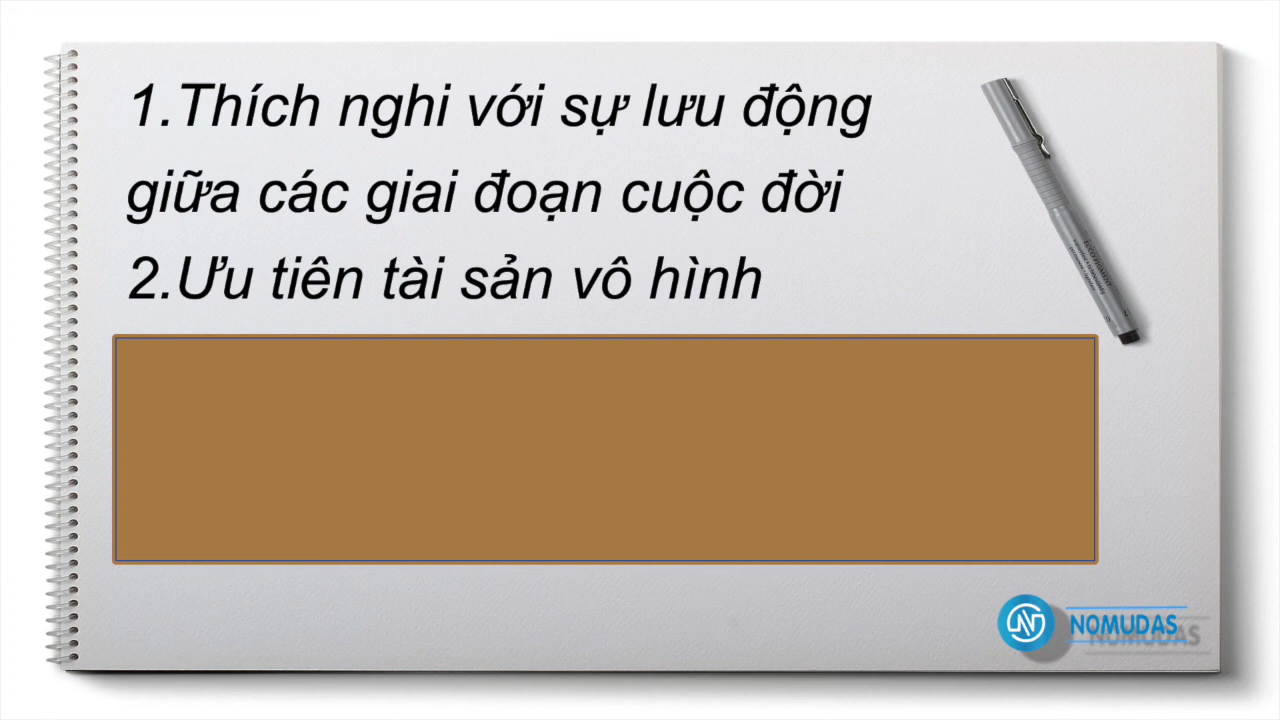 1.Thích nghi với sự lưu động
giữa các giai đoạn cuộc đời
2.Ưu tiên tài sản vô hình
NOMUDAS